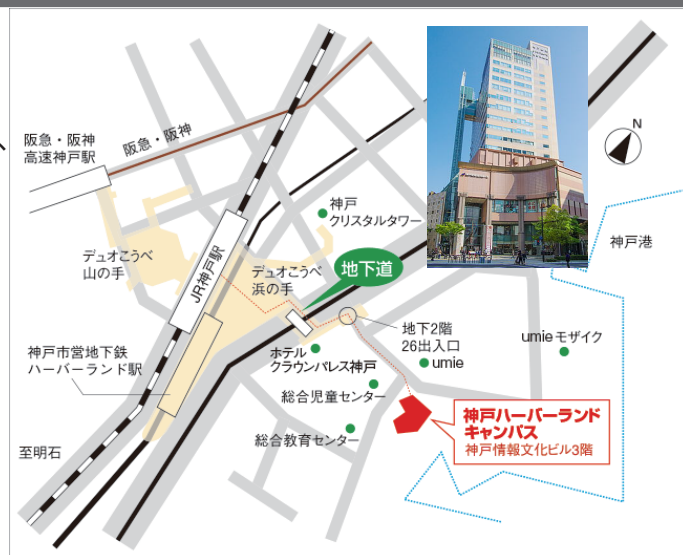 阪急・阪神
高速神戸駅
阪急・阪神
N
神戸
クリスタルタワー
神戸港
デュオこうべ
山の手
JR神戸駅
デュオこうべ
浜の手
地下道
地下2階
26出入口
umie
umieモザイク
神戸市営地下鉄
ハーバーランド駅
ホテル
クラウンパレス神戸
総合児童センター
総合教育センター
神戸ハーバーランド
キャンパス
神戸情報文化ビル3階
至明石